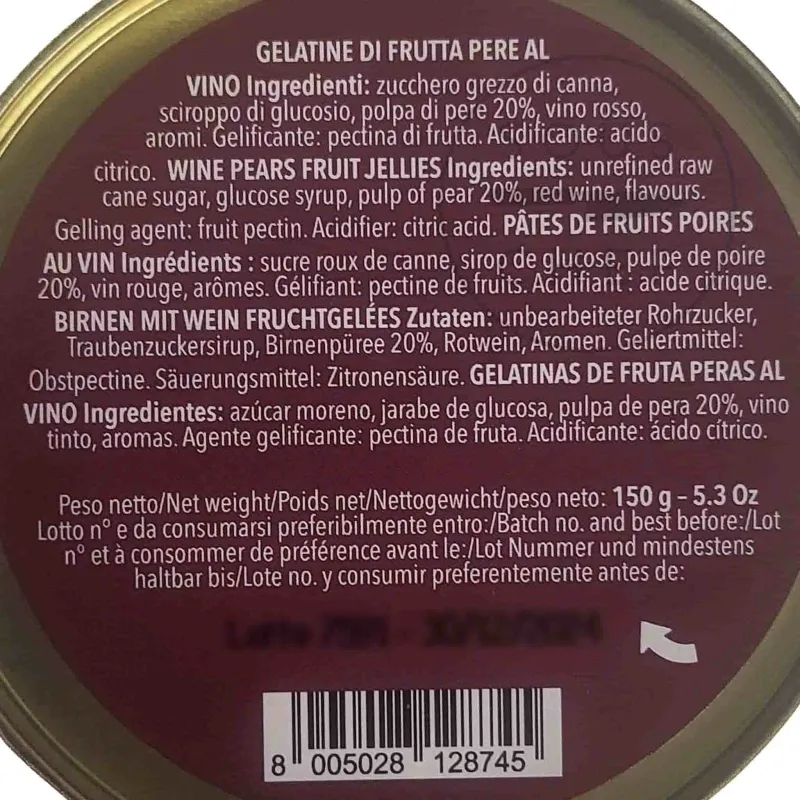 GELATINE DI FRUTTA PERE AL
VINO Ingredienti: zucchero grezzo di canna,
sciroppo di glucosio, polpa di pere 20%, vino rosso,
aromi. Gelificante: pectina di frutta. Acidificante: acido
citrico. WINE PEARS FRUIT JELLIES Ingredients: unrefined raw
cane sugar, glucose syrup, pulp of pear 20%, red wine, flavours.
Gelling agent: fruit pectin. Acidifier: citric acid. PÂTES DE FRUITS POIRES
AU VIN Ingrédients : sucre roux de canne, sirop de glucose, pulpe de poire
20%, vin rouge, arômes. Gélifiant: pectine de fruits. Acidifiant : acide citrique.
BIRNEN MIT WEIN FRUCHTGELÉES Zutaten: unbearbeiteter Rohrzucker,
Traubenzuckersirup, Birnenpüree 20%, Rotwein, Aromen. Geliertmittel:
Obstpectine. Säuerungsmittel: Zitronensäure. GELATINAS DE FRUTA PERAS AL
VINO Ingredientes: azúcar moreno, jarabe de glucosa, pulpa de pera 20%, vino
tinto, aromas. Agente gelificante: pectina de fruta. Acidificante: ácido cítrico.
Peso netto/Net weight/Poids net/Nettogewicht/peso neto: 150 g – 5.3 Oz
Lotto n° e da consumarsi preferibilmente entro:/Batch no. and best before:/Lot
n° et à consommer de préférence avant le:/Lot Nummer und mindestens
haltbar bis/Lote no. y consumir preferentemente antes de:
8 005028 128745